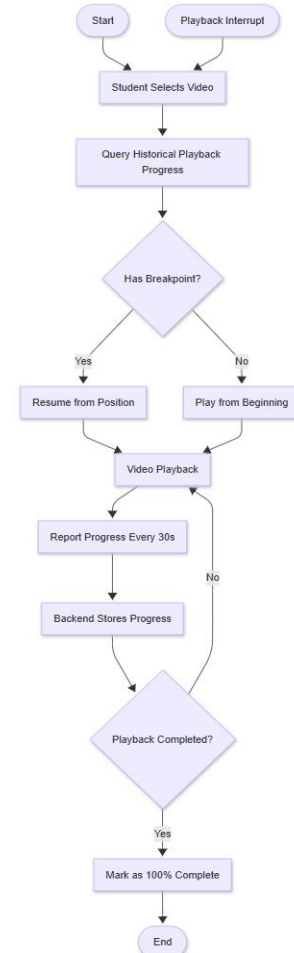 Start
Playback Interrupt
Student Selects Video
Query Historical Playback
Progress
Has Breakpoint?
Yes
No
Resume from Position
Play from Beginning
Video Playback
Report Progress Every 30s
No
Backend Stores Progress
Playback Completed?
Yes
Mark as 100% Complete
End